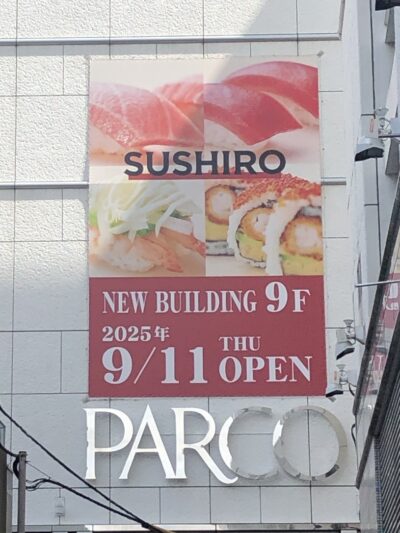 SUSHIRO
NEW BUILDING 9F
2025年
9/11 THU OPEN
PARCO